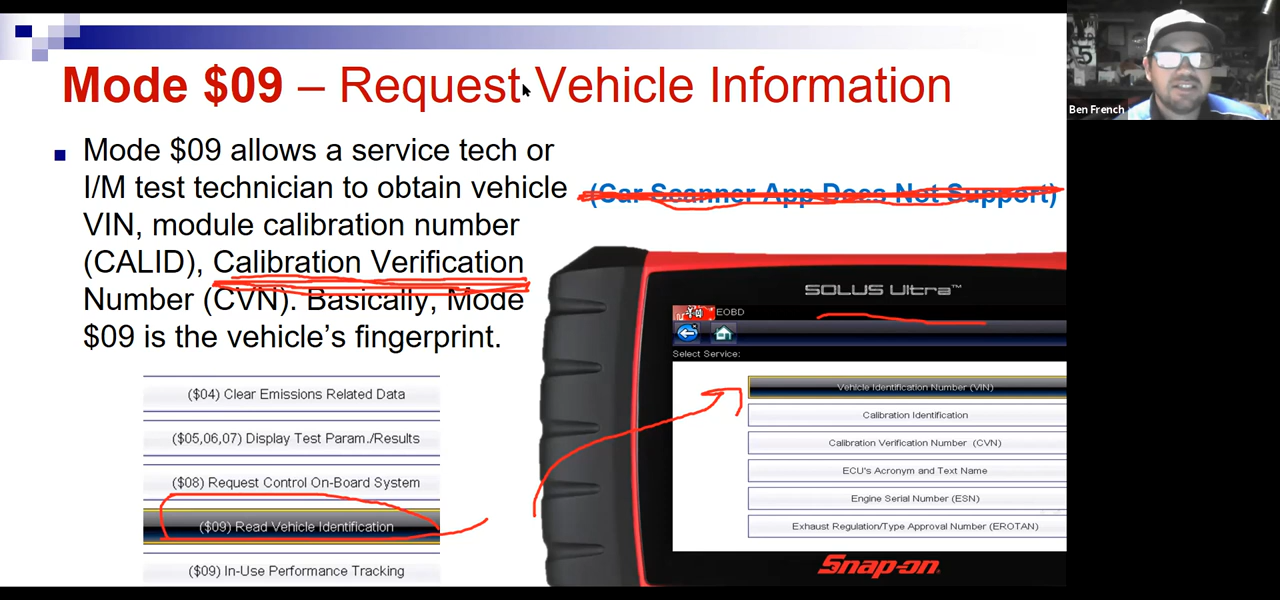 Mode $09 – Request Vehicle Information
Mode $09 allows a service tech or
I/M test technician to obtain vehicle
VIN, module calibration number
(CALID), Calibration Verification
Number (CVN). Basically, Mode
$09 is the vehicle's fingerprint.
(Car Scanner App Does Not Support)
($04) Clear Emissions Related Data
($05,06,07) Display Test Param./Results
($08) Request Control On-Board System
($09) Read Vehicle Identification
($09) In-Use Performance Tracking
SOLUS Ultra™
EOBD
Select Service:
Vehicle Identification Number (VIN)
Calibration Identification
Calibration Verification Number (CVN)
ECU's Acronym and Text Name
Engine Serial Number (ESN)
Exhaust Regulation/Type Approval Number (EROTAN)
Snap-on
5
Ben French